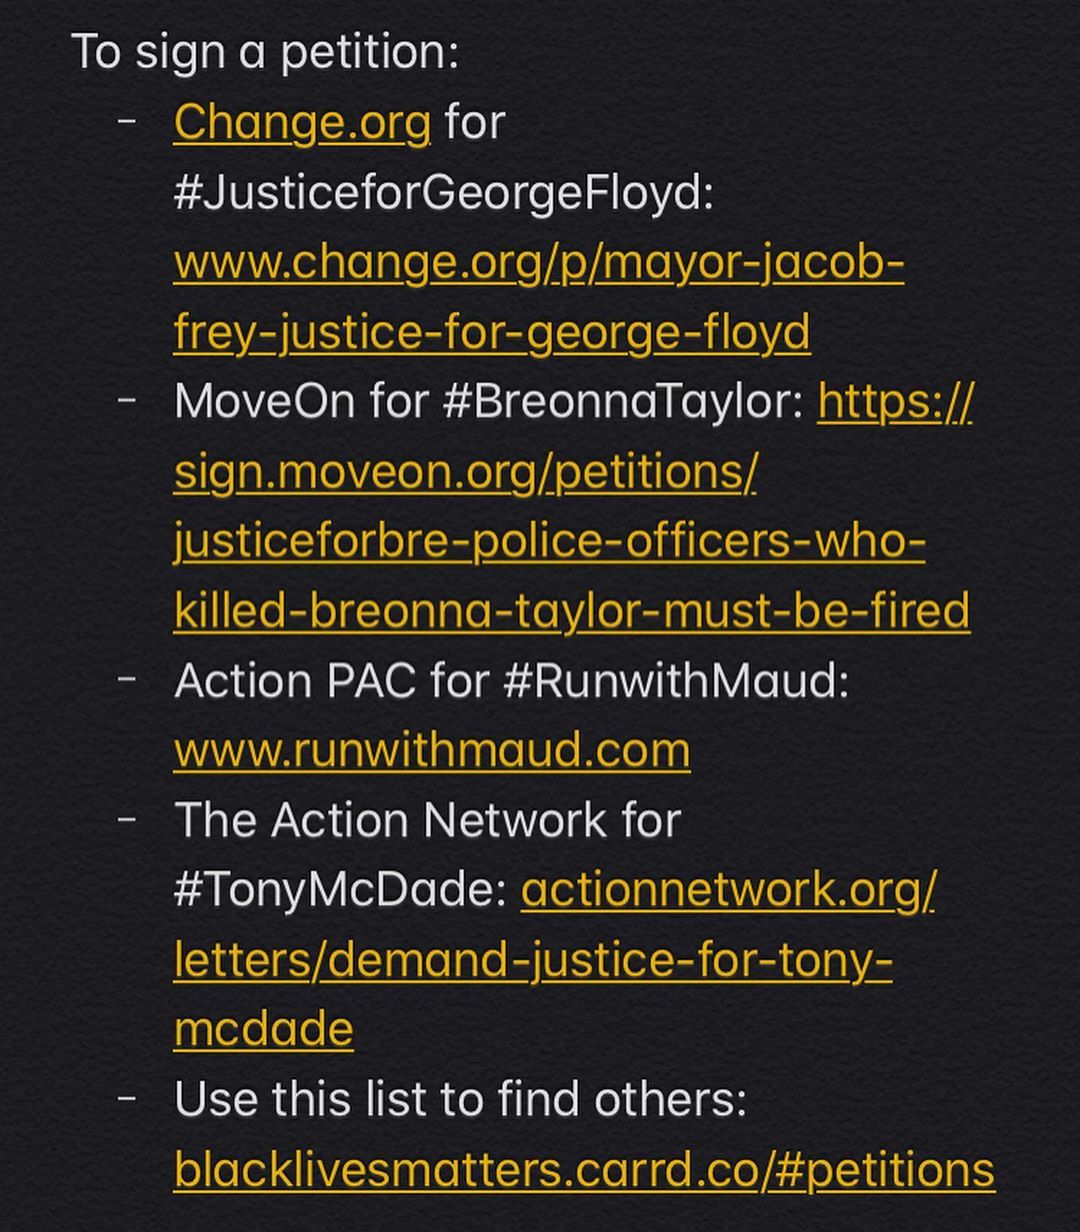 To sign a petition:
- Change.org for
#JusticeforGeorgeFloyd:
www.change.org/p/mayor-jacob-
frey-justice-for-george-floyd
- MoveOn for #BreonnaTaylor: https://
sign.moveon.org/petitions/
justiceforbre-police-officers-who-
killed-breonna-taylor-must-be-fired
- Action PAC for #RunwithMaud:
www.runwithmaud.com
- The Action Network for
#TonyMcDade: actionnetwork.org/
letters/demand-justice-for-tony-
mcdade
- Use this list to find others:
blacklivesmatters.carrd.co/#petitions